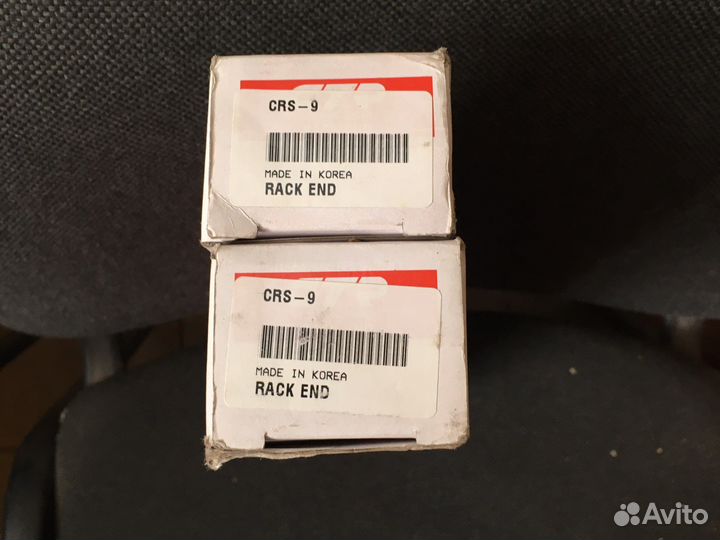 CRS-9
MADE IN KOREA
RACK END
CRS-9
MADE IN KOREA
RACK END
Avito